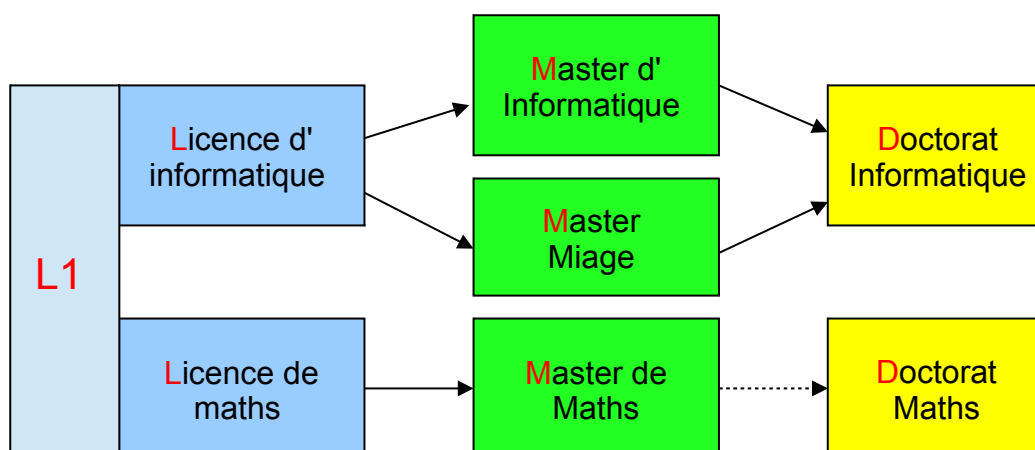 L1
Licence d'
informatique
Master d'
Informatique
Master
Miage
Doctorat
Informatique
Licence de
maths
Master de
Maths
Doctorat
Maths